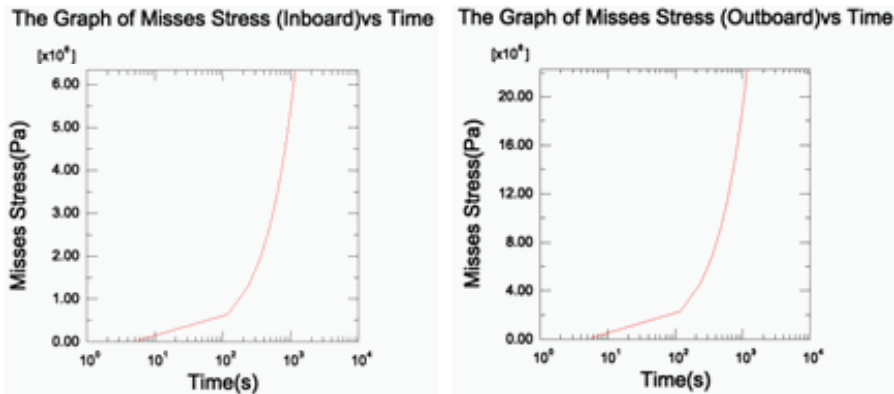 The Graph of Misses Stress (Inboard)vs Time
[x10⁶]
6.00
5.00
4.00
3.00
2.00
1.00
0.00
Misses Stress(Pa)
10⁰ 10¹ 10² 10³ 10⁴
Time(s)
The Graph of Misses Stress (Outboard)vs Time
[x10⁶]
20.00
16.00
12.00
8.00
4.00
0.00
Misses Stress(Pa)
10⁰ 10¹ 10² 10³ 10⁴
Time(s)